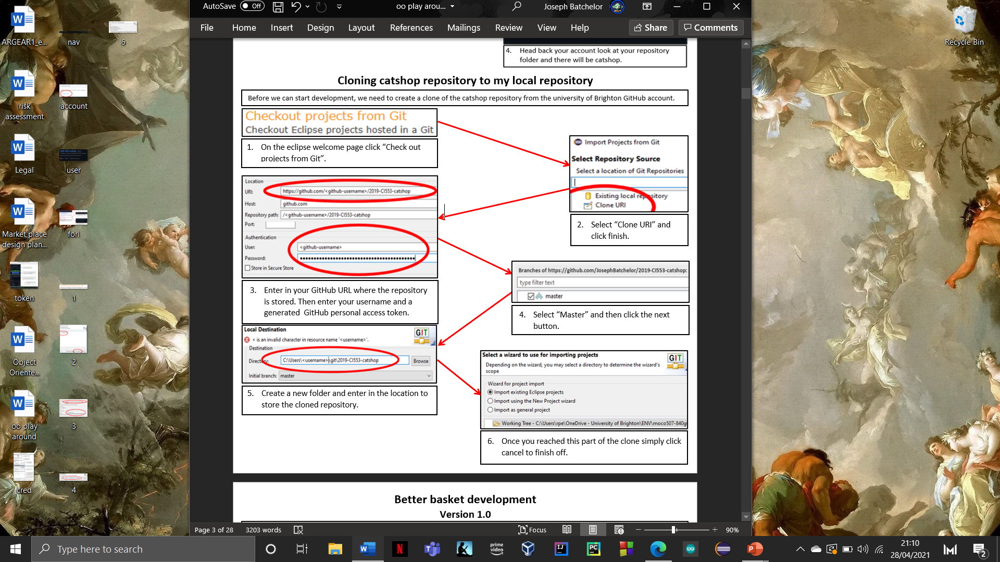 AutoSave Off
oo play arou...
Joseph Batchelor
File Home Insert Design Layout References Mailings Review View Help Share Comments
4. Head back your account look at your repository
folder and there will be catshop.
Cloning catshop repository to my local repository
Before we can start development, we need to create a clone of the catshop repository from the university of Brighton GitHub account.
Checkout projects from Git
Checkout Eclipse projects hosted in a Git
1. On the eclipse welcome page click “Check out
projects from Git”.
Import Projects from Git
Select Repository Source
Select a location of Git Repositories
Existing local repository
Clone URI
2. Select “Clone URI” and
click finish.
Location
URI: https://github.com/<github-username>/2019-CI553-catshop
Host: github.com
Repository path: /<github-username>/2019-CI553-catshop
Port:
Authentication
User: <github-username>
Password:
Store in Secure Store
3. Enter in your GitHub URL where the repository
is stored. Then enter your username and a
generated GitHub personal access token.
Branches of https://github.com/JosephBatchelor/2019-CI553-catshop:
type filter text
master
4. Select “Master” and then click the next
button.
Local Destination
GIT
< is an invalid character in resource name '<username>'.
Destination
Directory: C:\Users\<username>\git\2019-CI553-catshop Browse
Initial branch: master
5. Create a new folder and enter in the location to
store the cloned repository.
Select a wizard to use for importing projects
GIT
Depending on the wizard, you may select a directory to determine the wizard's
scope
Wizard for project import
Import existing Eclipse projects
Import using the New Project wizard
Import as general project
Working Tree - C:\Users\rpe\OneDrive - University of Brighton\ENV\moco507-840g
6. Once you reached this part of the clone simply click
cancel to finish off.
Better basket development
Version 1.0
Page 3 of 28 3203 words Focus 90%
ARGEAR1_e...
nav
5
risk
assessment
account
Legal
user
Market place
design plan...
forl
token
1
Object
Oriente...
2
oo play
around
3
cred
4
Recycle Bin
Type here to search
prime
video
21:10
28/04/2021
2